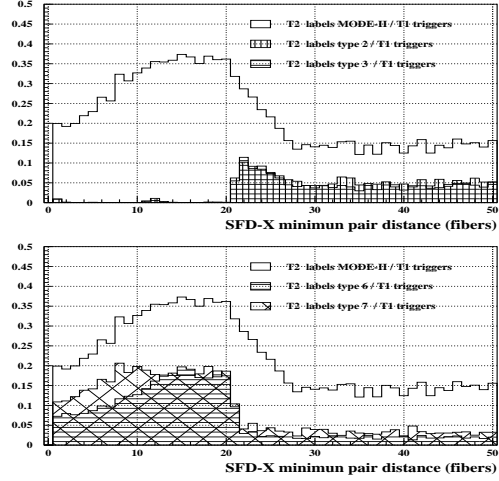 0.5
T2 labels MODE-H / T1 triggers
0.45
T2 labels type 2 / T1 triggers
0.4
T2 labels type 3 / T1 triggers
0.35
0.3
0.25
0.2
0.15
0.1
0.05
0
0 10 20 30 40 50
SFD-X minimun pair distance (fibers)
0.5
T2 labels MODE-H / T1 triggers
0.45
T2 labels type 6 / T1 triggers
0.4
T2 labels type 7 / T1 triggers
0.35
0.3
0.25
0.2
0.15
0.1
0.05
0
0 10 20 30 40 50
SFD-X minimun pair distance (fibers)